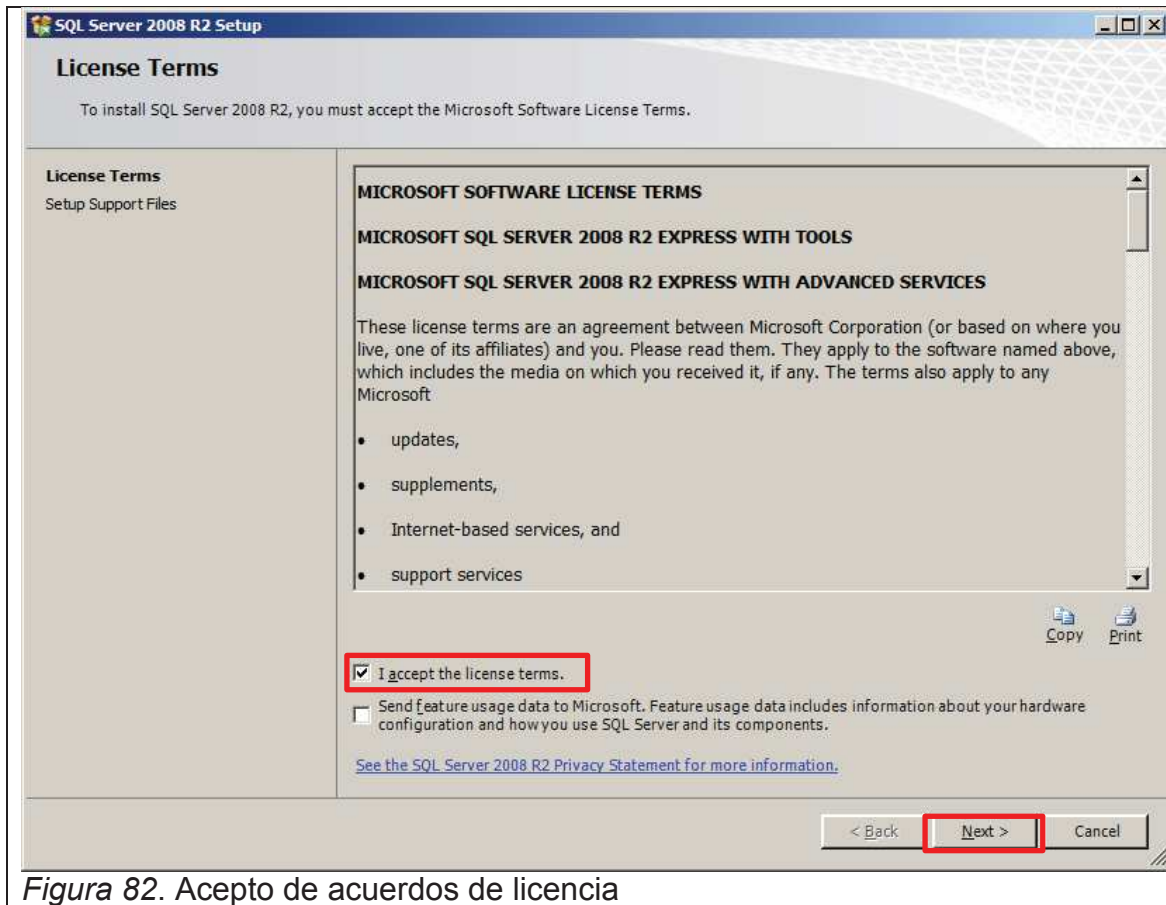 SQL Server 2008 R2 Setup
License Terms
To install SQL Server 2008 R2, you must accept the Microsoft Software License Terms.
License Terms
Setup Support Files
MICROSOFT SOFTWARE LICENSE TERMS
MICROSOFT SQL SERVER 2008 R2 EXPRESS WITH TOOLS
MICROSOFT SQL SERVER 2008 R2 EXPRESS WITH ADVANCED SERVICES
These license terms are an agreement between Microsoft Corporation (or based on where you
live, one of its affiliates) and you. Please read them. They apply to the software named above,
which includes the media on which you received it, if any. The terms also apply to any
Microsoft
• updates,
• supplements,
• Internet-based services, and
• support services
Copy Print
I accept the license terms.
Send feature usage data to Microsoft. Feature usage data includes information about your hardware
configuration and how you use SQL Server and its components.
See the SQL Server 2008 R2 Privacy Statement for more information.
< Back Next > Cancel
Figura 82. Acepto de acuerdos de licencia